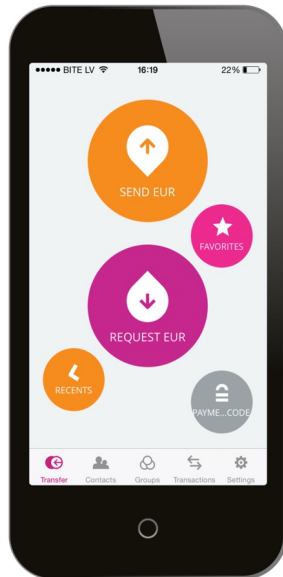 ●●●●● BITE LV 16:19 22%
SEND EUR
FAVORITES
REQUEST EUR
RECENTS
PAYME...CODE
Transfer Contacts Groups Transactions Settings